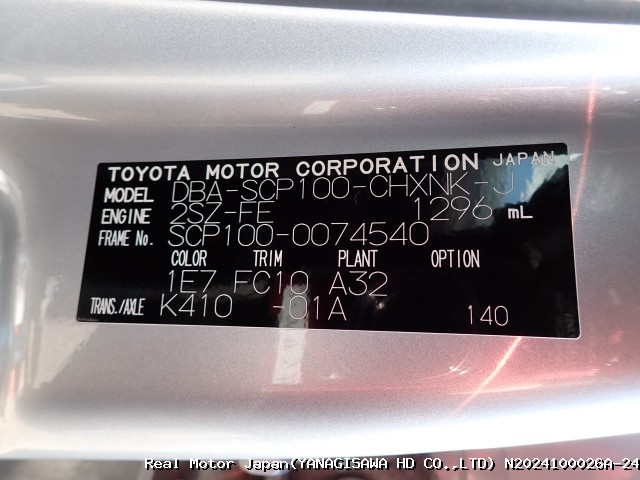 TOYOTA MOTOR CORPORATION JAPAN
MODEL DBA-SCP100-CHXNK-J
ENGINE 2SZ-FE 1296 mL
FRAME No. SCP100-0074540
COLOR TRIM PLANT OPTION
1E7 FC10 A32
TRANS./AXLE K410 -01A 140
Real Motor Japan(YANAGISAWA HD CO.,LTD) N2024100026A-24